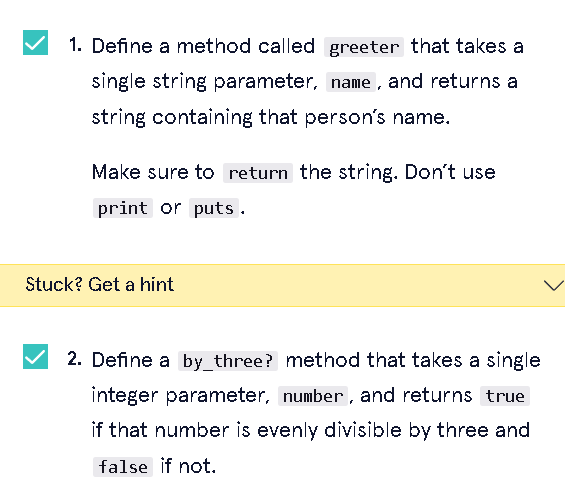 1. Define a method called greeter that takes a
single string parameter, name, and returns a
string containing that person’s name.
Make sure to return the string. Don’t use
print or puts.
Stuck? Get a hint
2. Define a by_three? method that takes a single
integer parameter, number, and returns true
if that number is evenly divisible by three and
false if not.